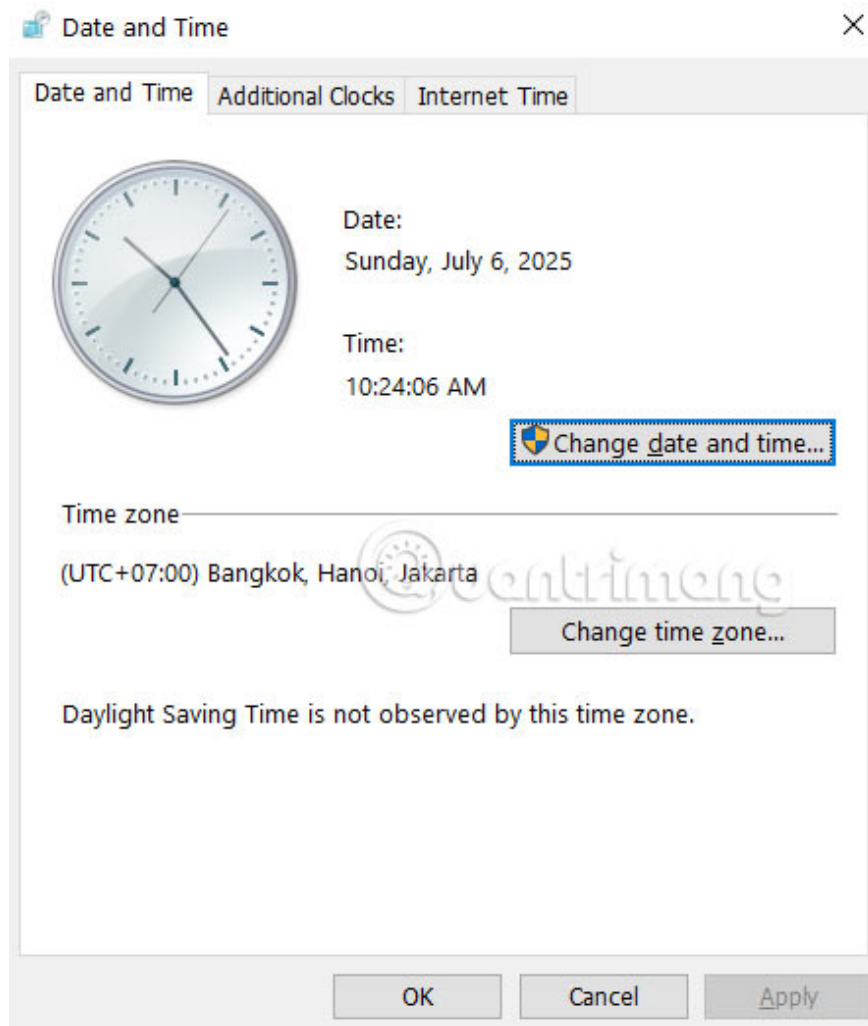 Date and Time
Date and Time Additional Clocks Internet Time
Date:
Sunday, July 6, 2025
Time:
10:24:06 AM
Change date and time...
Time zone
(UTC+07:00) Bangkok, Hanoi, Jakarta
@uantrimang
Change time zone...
Daylight Saving Time is not observed by this time zone.
OK Cancel Apply